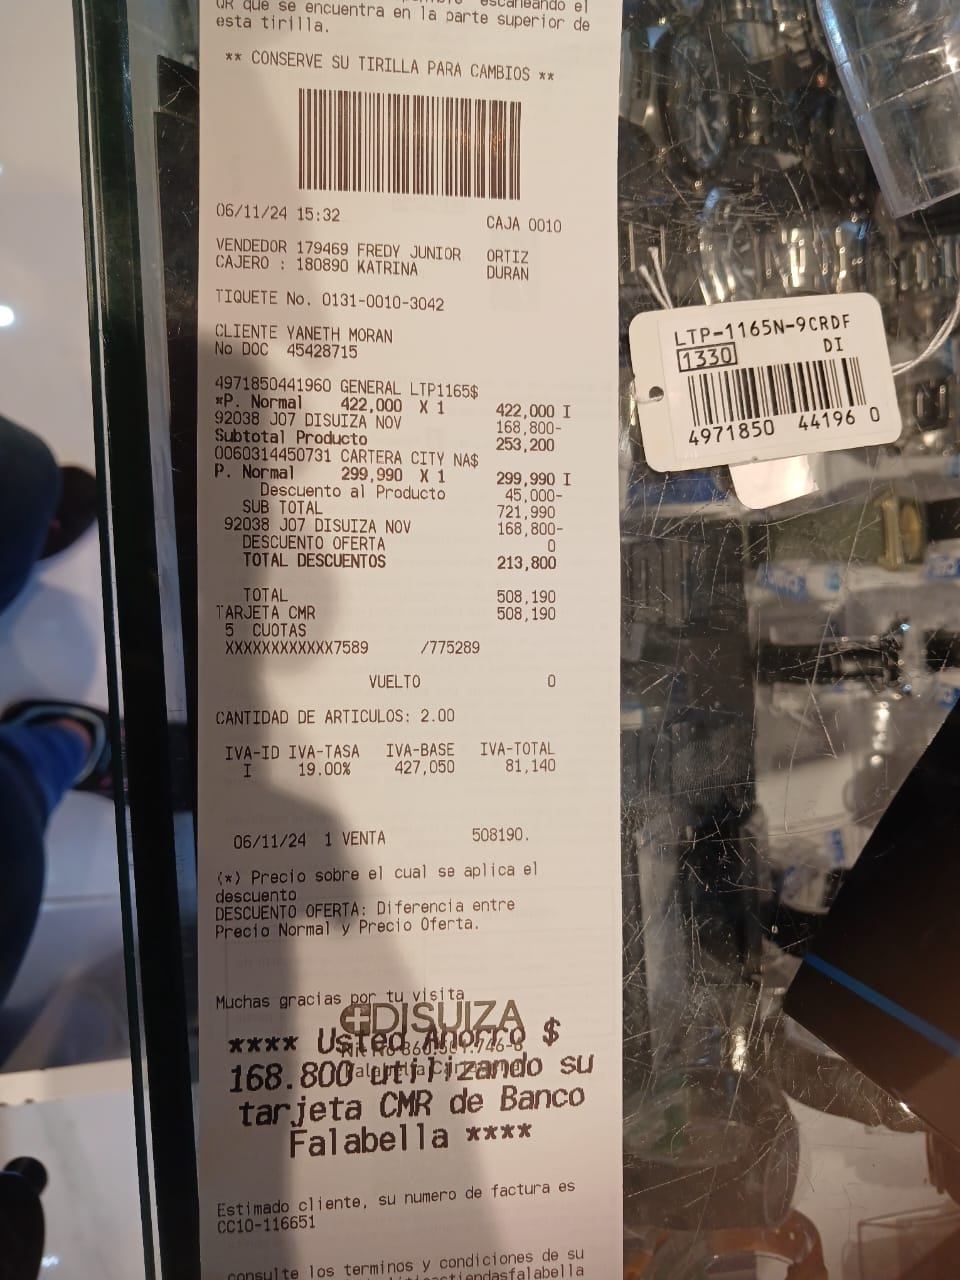 QR que se encuentra en la parte superior de
esta tirilla.
** CONSERVE SU TIRILLA PARA CAMBIOS **
06/11/24 15:32 CAJA 0010
VENDEDOR 179469 FREDY JUNIOR ORTIZ
CAJERO : 180890 KATRINA DURAN
TIQUETE No. 0131-0010-3042
CLIENTE YANETH MORAN
No DOC 45428715
4971850441960 GENERAL LTP1165$
*P. Normal 422,000 X 1 422,000 I
92038 J07 DISUIZA NOV 168,800-
Subtotal Producto 253,200
0060314450731 CARTERA CITY NA$
P. Normal 299,990 X 1 299,990 I
Descuento al Producto 45,000-
SUB TOTAL 721,990
92038 J07 DISUIZA NOV 168,800-
DESCUENTO OFERTA 0
TOTAL DESCUENTOS 213,800
TOTAL 508,190
TARJETA CMR 508,190
5 CUOTAS
XXXXXXXXXXXX7589 /775289
VUELTO 0
CANTIDAD DE ARTICULOS: 2.00
IVA-ID IVA-TASA IVA-BASE IVA-TOTAL
I 19.00% 427,050 81,140
06/11/24 1 VENTA 508190.
(*) Precio sobre el cual se aplica el
descuento
DESCUENTO OFERTA: Diferencia entre
Precio Normal y Precio Oferta.
Muchas gracias por tu visita
DISUIZA
**** Usted Ahorro $
168.800 utilizando su
tarjeta CMR de Banco
Falabella ****
Estimado cliente, su numero de factura es
CC10-116651
consulte los terminos y condiciones de su
LTP-1165N-9CRDF
1330 DI
4971850 44196 0